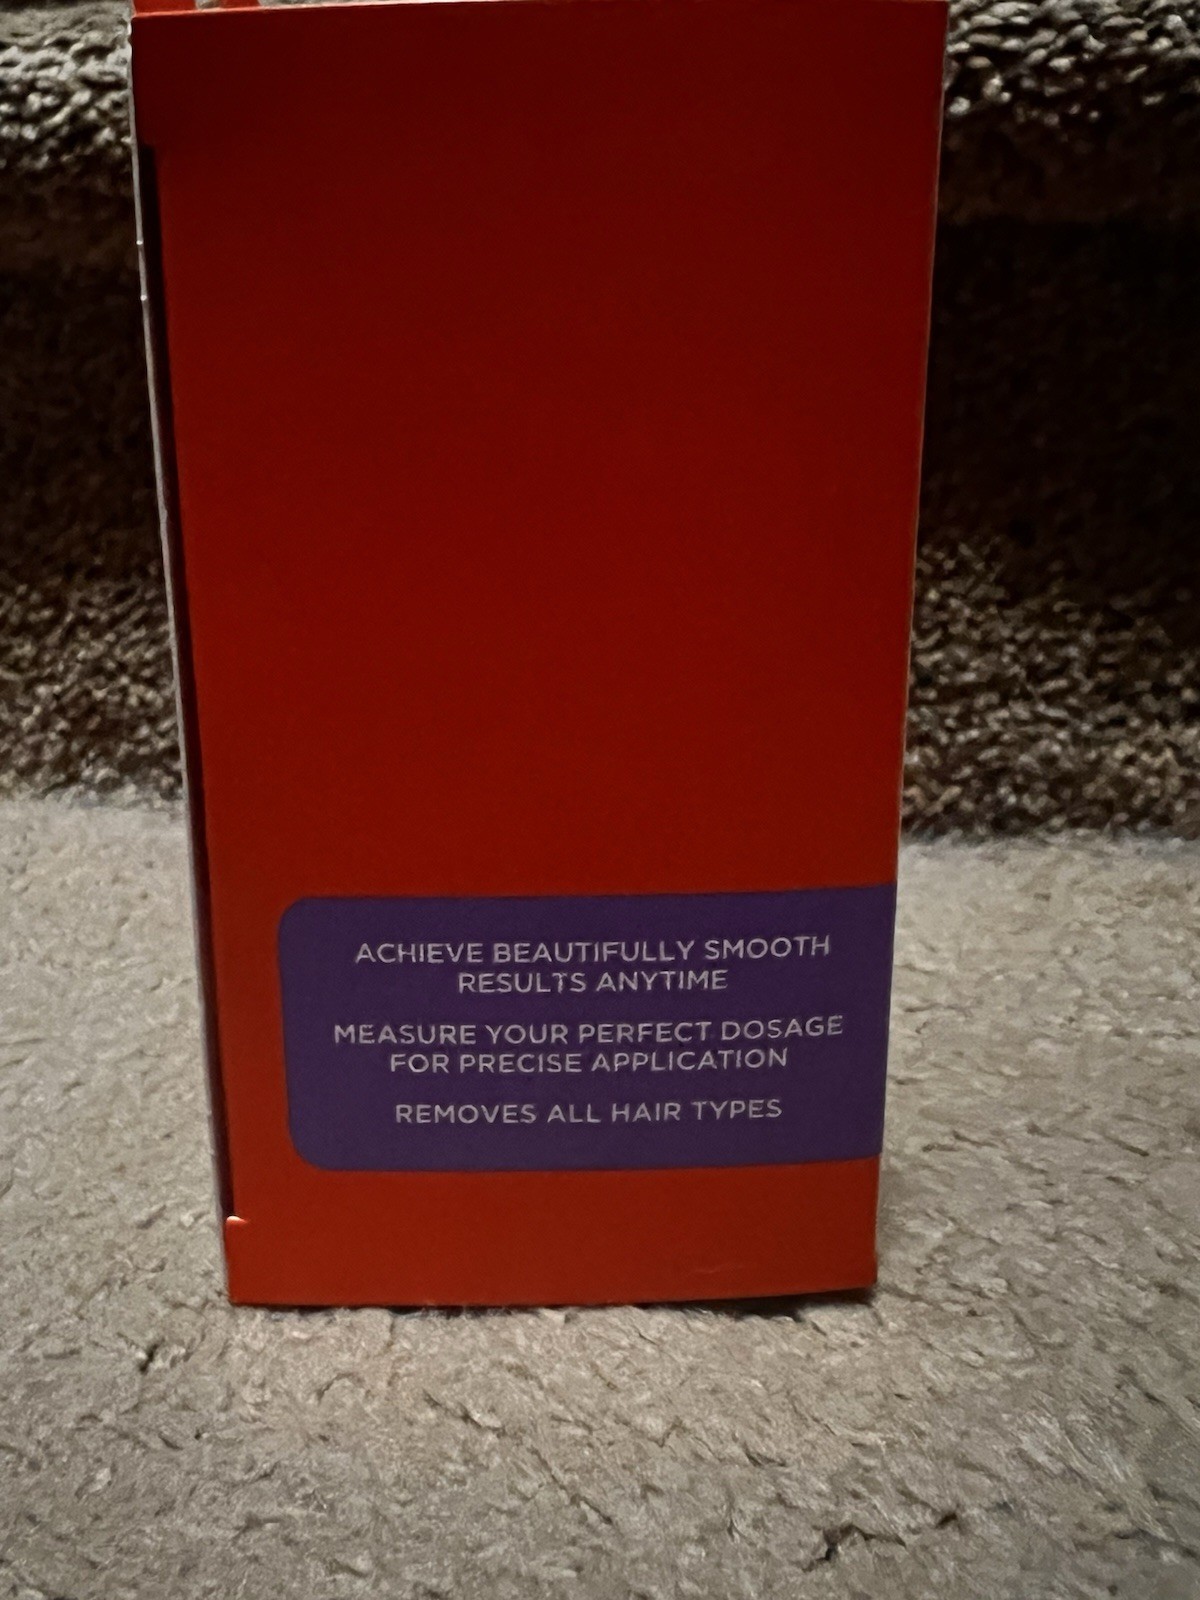 ACHIEVE BEAUTIFULLY SMOOTH
RESULTS ANYTIME
MEASURE YOUR PERFECT DOSAGE
FOR PRECISE APPLICATION
REMOVES ALL HAIR TYPES